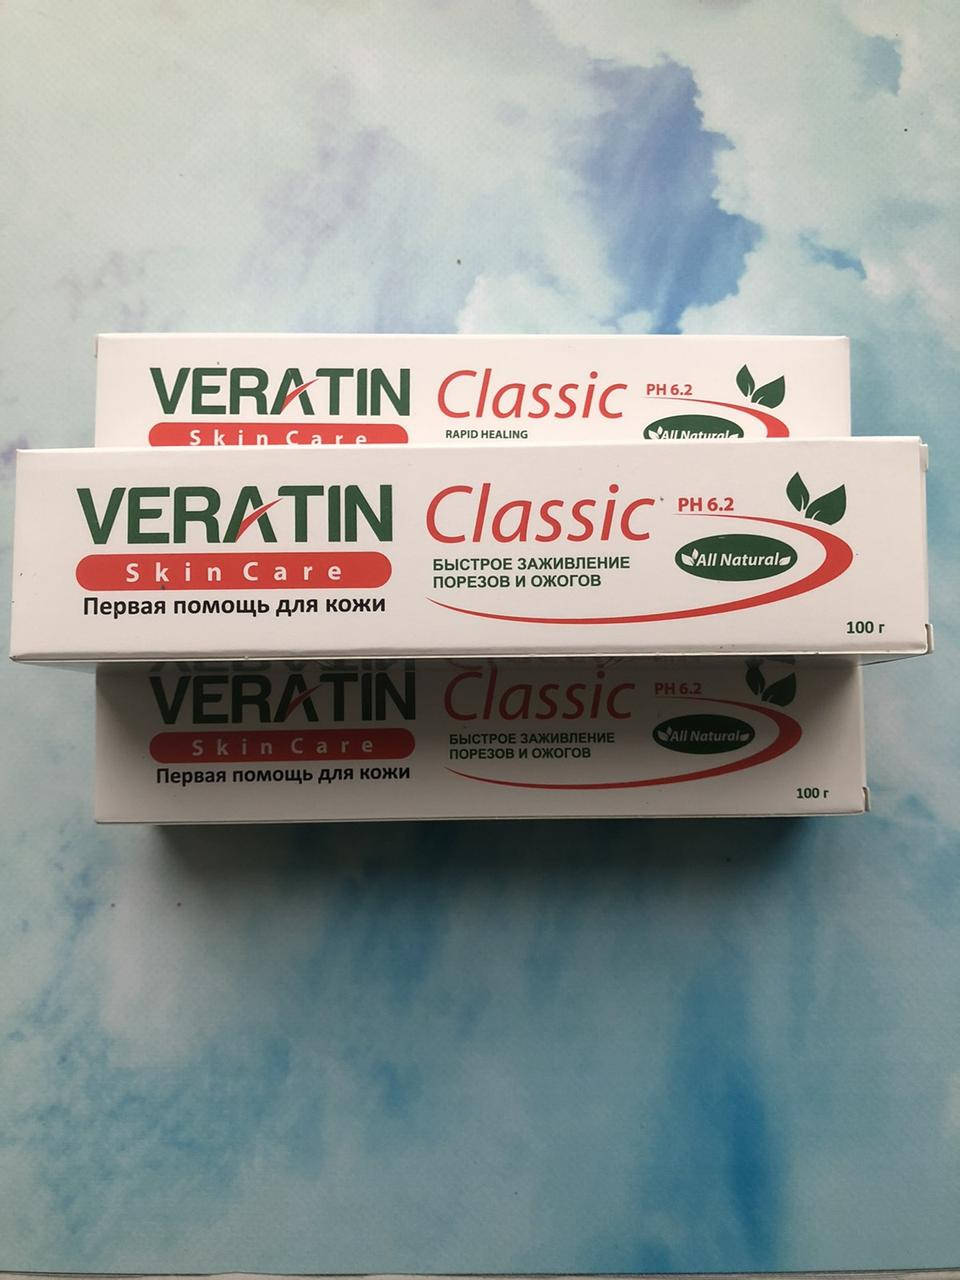 VERATIN
Skin Care
Classic
RAPID HEALING
PH 6.2
All Natural
VERATIN
Skin Care
Первая помощь для кожи
Classic
БЫСТРОЕ ЗАЖИВЛЕНИЕ
ПОРЕЗОВ И ОЖОГОВ
PH 6.2
All Natural
100 г
VERATIN
Skin Care
Первая помощь для кожи
Classic
БЫСТРОЕ ЗАЖИВЛЕНИЕ
ПОРЕЗОВ И ОЖОГОВ
PH 6.2
All Natural
100 г